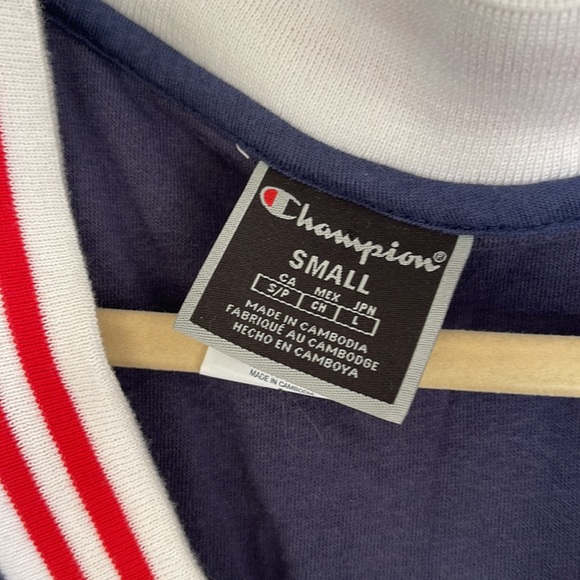 Champion®
SMALL
CA MEX JPN
S/P CH L
MADE IN CAMBODIA
FABRIQUÉ AU CAMBODGE
HECHO EN CAMBOYA
MADE IN CAMBODIA